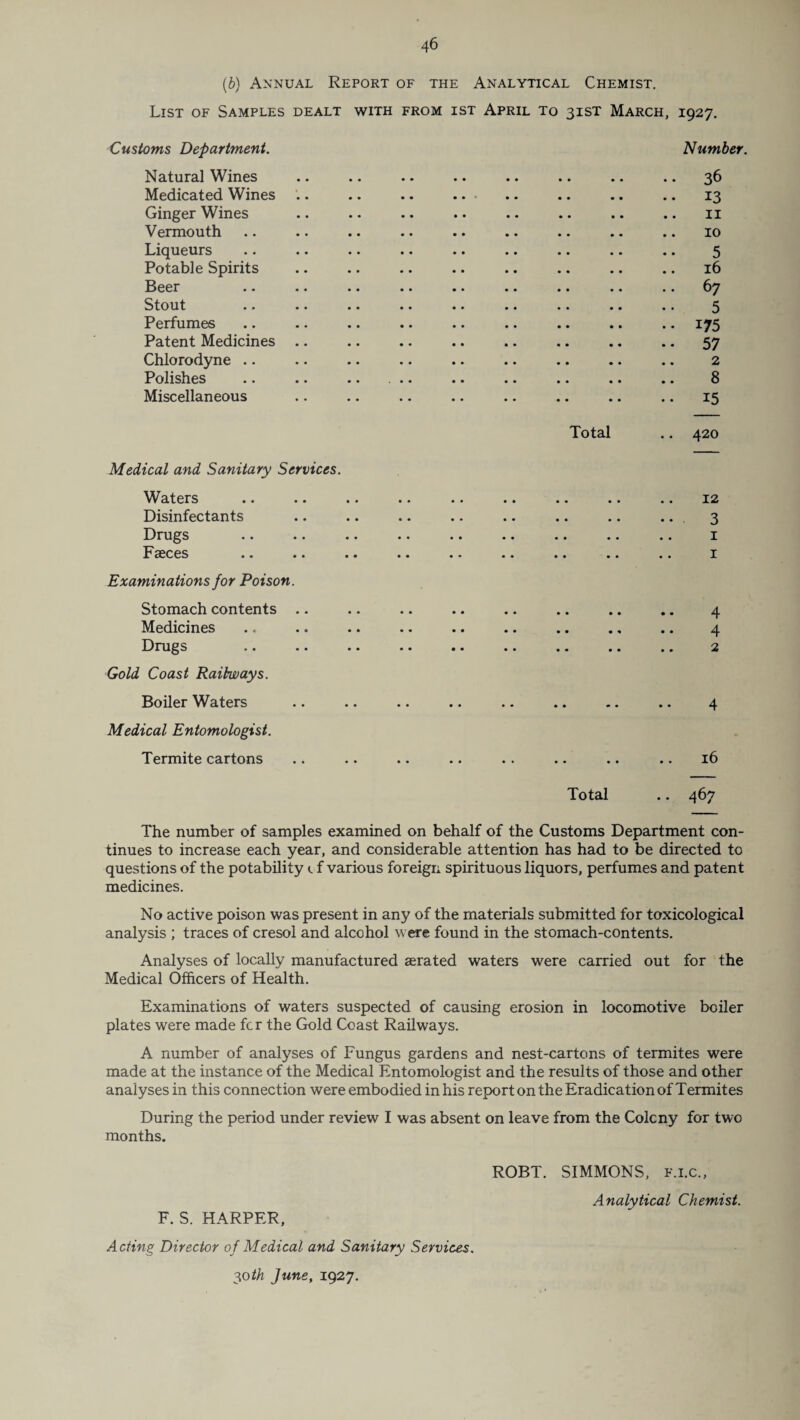 46
(b) Annual Report of the Analytical Chemist.
List of Samples dealt with from 1st April to 31st March, 1927.
Customs Department. Number.
Natural Wines .. .. .. .. .. .. .. .. 36
Medicated Wines .. .. .. .. .. .. .. .. 13
Ginger Wines .. .. .. .. .. .. .. .. 11
Vermouth .. .. .. .. .. .. .. .. .. 10
Liqueurs .. .. .. .. .. .. .. .. .. 5
Potable Spirits .. .. .. .. .. .. .. .. 16
Beer .. .. .. .. .. .. .. .. .. 67
Stout .. .. .. .. .. .. .. .. .. 5
Perfumes .. .. .. .. .. .. .. .. .. 175
Patent Medicines .. .. .. .. .. .. .. .. 57
Chlorodyne .. .. .. .. .. .. .. .. .. 2
Polishes .. .. .. .. .. .. .. .. .. 8
Miscellaneous .. .. .. .. .. .. .. .. 15
Total .. 420
Medical and Sanitary Services.
Waters .. .. .. .. .. .. .. .. .. 12
Disinfectants .. .. .. .. .. .. .. .. 3
Drugs .. .. .. .. .. .. .. .. .. 1
Fæces .. .. .. .. .. .. .. .. .. 1
Examinations for Poison.
Stomach contents .. .. .. .. .. .. .. .. 4
Medicines .. .. .. .. .. .. .. .. .. 4
Drugs .. .. .. .. .. .. .. .. .. 2
Gold Coast Railways.
Boiler Waters .. .. .. .. .. .. .. .. 4
Medical Entomologist.
Termite cartons .. .. .. .. .. .. .. .. 16
Total .. 467
The number of samples examined on behalf of the Customs Department con-
tinues to increase each year, and considerable attention has had to be directed to
questions of the potability of various foreign spirituous liquors, perfumes and patent
medicines.
No active poison was present in any of the materials submitted for toxicological
analysis ; traces of cresol and alcohol were found in the stomach-contents.
Analyses of locally manufactured ærated waters were carried out for the
Medical Officers of Health.
Examinations of waters suspected of causing erosion in locomotive boiler
plates were made for the Gold Coast Railways.
A number of analyses of Fungus gardens and nest-cartons of termites were
made at the instance of the Medical Entomologist and the results of those and other
analyses in this connection were embodied in his report on the Eradication of Termites
During the period under review I was absent on leave from the Colony for two
months.
ROBT. SIMMONS, F.I.C.,
Analytical Chemist.
F. S. HARPER,
Acting Director of Medical and Sanitary Services.
30th June, 1927.